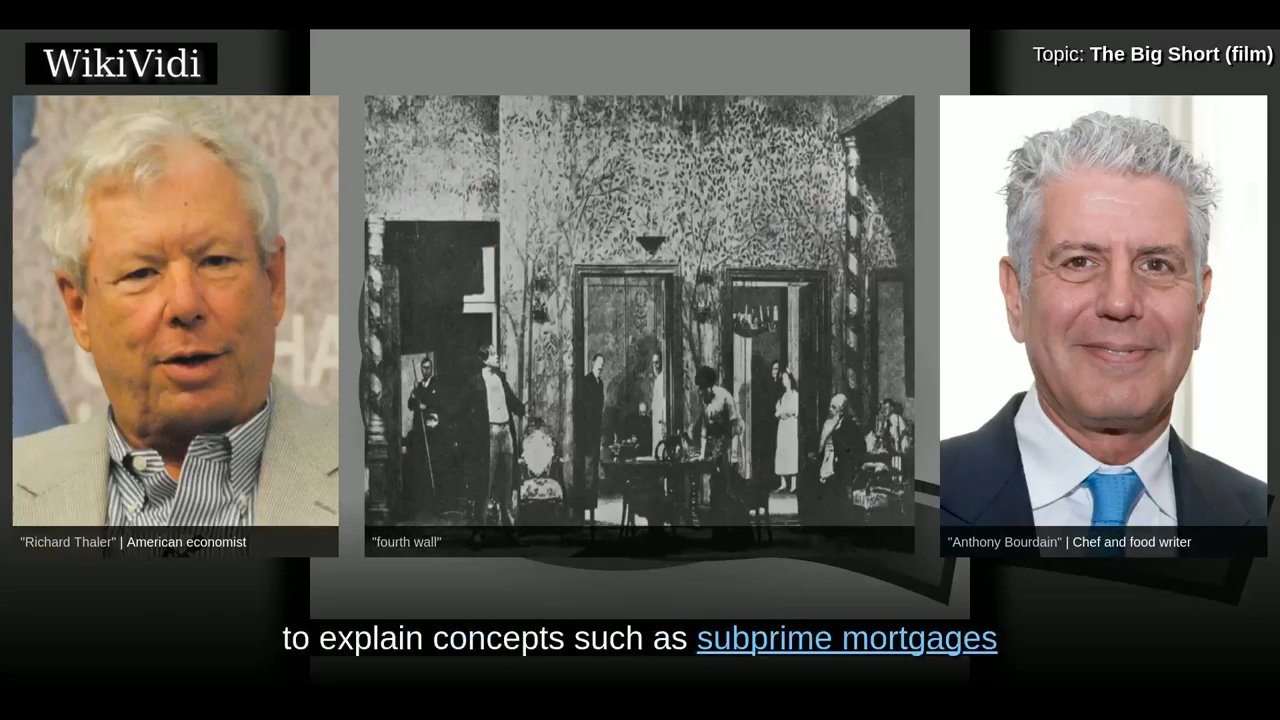 WikiVidi
Topic: The Big Short (film)
"Richard Thaler" | American economist
"fourth wall"
"Anthony Bourdain" | Chef and food writer
to explain concepts such as subprime mortgages